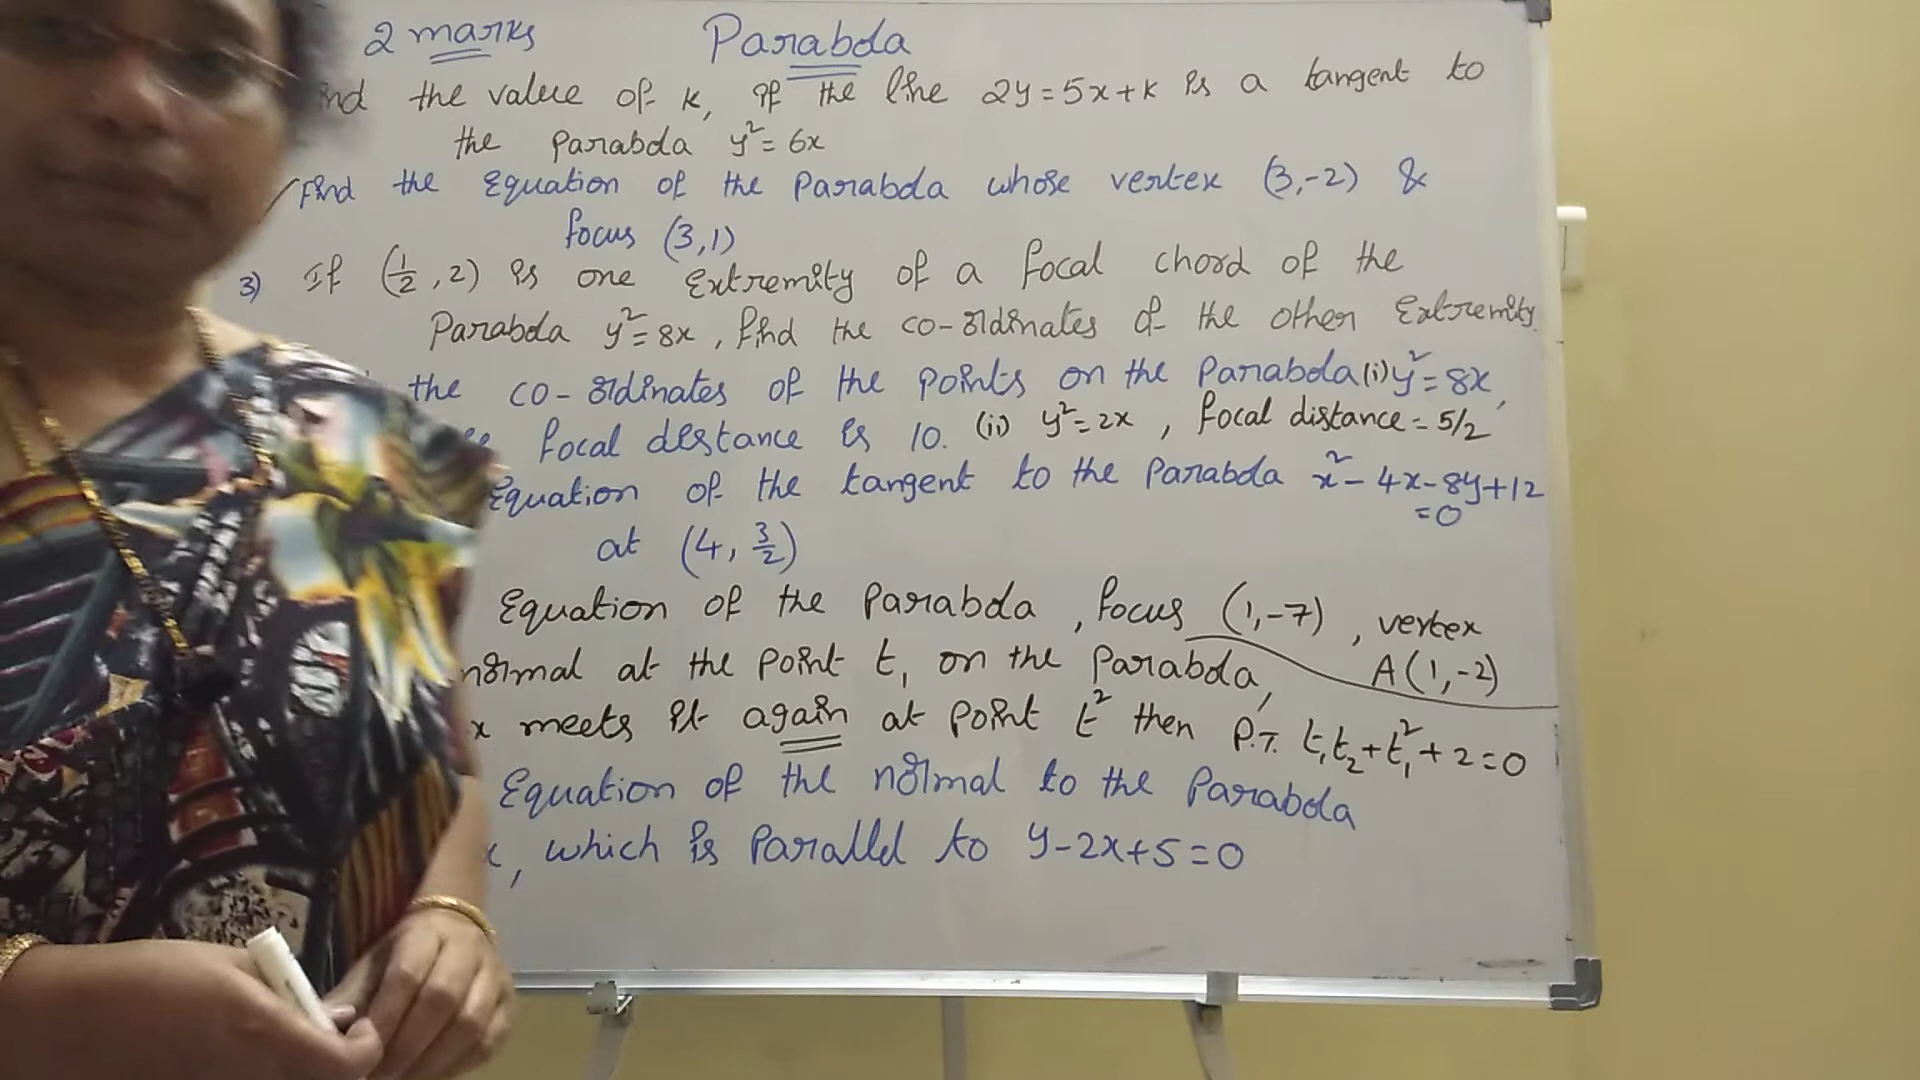 2 marks Parabola
the value of k, if the line 2y = 5x + k is a tangent to
the parabola y² = 6x
Find the Equation of the Parabola whose vertex (3,-2) &
focus (3,1)
3) If (1/2, 2) is one Extremity of a focal chord of the
Parabola y² = 8x, find the co-ordinates of the other Extremity.
the co-ordinates of the points on the Parabola (i) y² = 8x,
focal distance is 10. (ii) y² = 2x, focal distance = 5/2
Equation of the tangent to the Parabola x² - 4x - 8y + 12
= 0
at (4, 3/2)
Equation of the Parabola, focus (1,-7), vertex
A(1,-2)
normal at the point t₁ on the Parabola,
x meets it again at point t² then P.T. t₁t₂ + t₁² + 2 = 0
Equation of the normal to the Parabola
, which is Parallel to y - 2x + 5 = 0